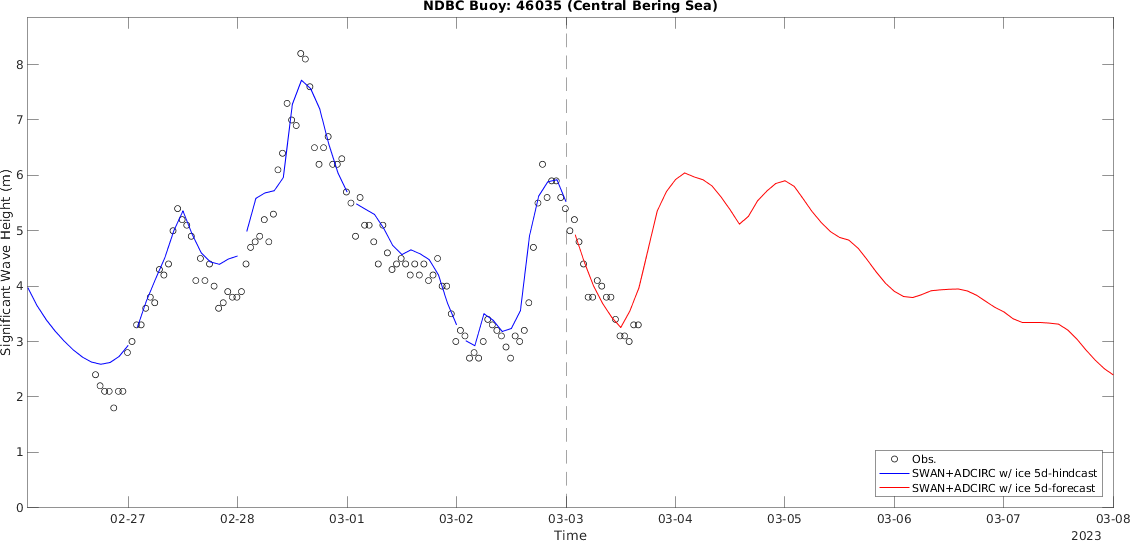 NDBC Buoy: 46035 (Central Bering Sea)
Significant Wave Height (m)
8
7
6
5
4
3
2
1
0
Obs.
SWAN+ADCIRC w/ ice 5d-hindcast
SWAN+ADCIRC w/ ice 5d-forecast
02-27 02-28 03-01 03-02 03-03 03-04 03-05 03-06 03-07 03-08
Time
2023